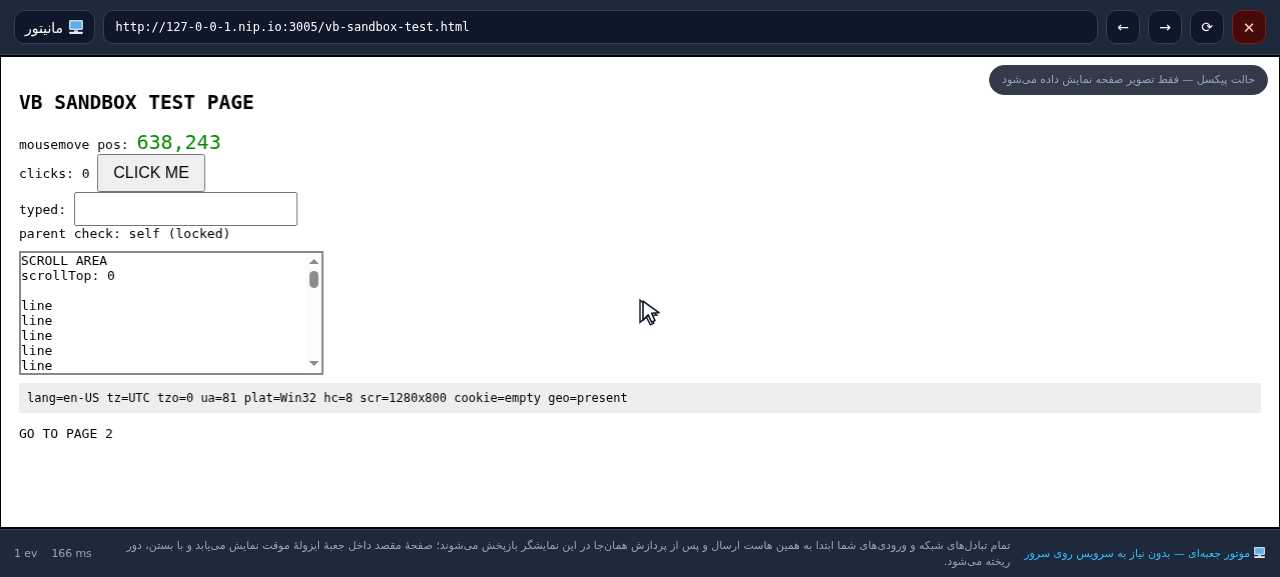 مانیتور
http://127-0-0-1.nip.io:3005/vb-sandbox-test.html
← → ⟳ ✕
حالت پیکسل — فقط تصویر صفحه نمایش داده می‌شود
VB SANDBOX TEST PAGE
mousemove pos: 638,243
clicks: 0 CLICK ME
typed:
parent check: self (locked)
SCROLL AREA
scrollTop: 0
line
line
line
line
line
lang=en-US tz=UTC tzo=0 ua=81 plat=Win32 hc=8 scr=1280x800 cookie=empty geo=present
GO TO PAGE 2
موتور جعبه‌ای — بدون نیاز به سرویس روی سرور
تمام تبادل‌های شبکه و ورودی‌های شما ابتدا به همین هاست ارسال و پس از پردازش همان‌جا در این نمایشگر بازپخش می‌شوند؛ صفحهٔ مقصد داخل جعبهٔ ایزولهٔ موقت نمایش می‌یابد و با بستن، دور
ریخته می‌شود.
1 ev 166 ms